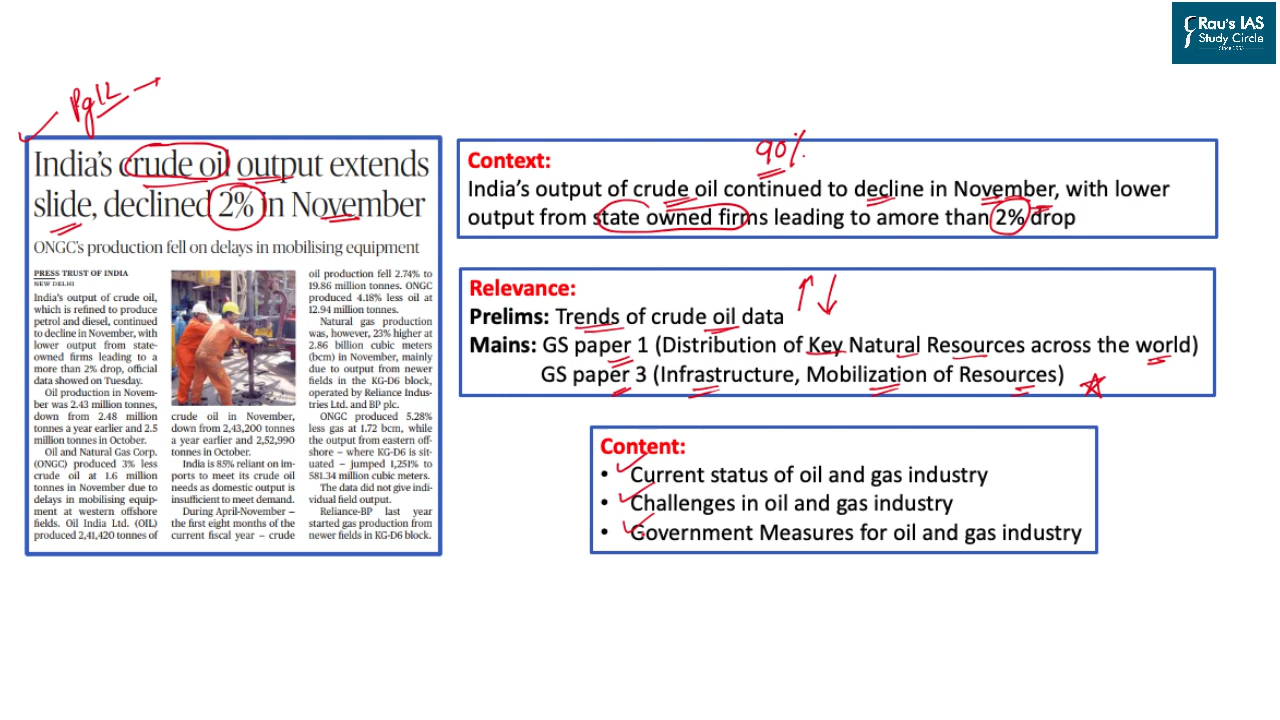 Rau's IAS
Study Circle
Pg 12
India's crude oil output extends
slide, declined 2% in November
ONGC's production fell on delays in mobilising equipment
PRESS TRUST OF INDIA
NEW DELHI
India's output of crude oil,
which is refined to produce
petrol and diesel, continued
to decline in November, with
lower output from state-
owned firms leading to a
more than 2% drop, official
data showed on Tuesday.
Oil production in Novem-
ber was 2.43 million tonnes,
down from 2.48 million
tonnes a year earlier and 2.5
million tonnes in October.
Oil and Natural Gas Corp.
(ONGC) produced 3% less
crude oil at 1.6 million
tonnes in November due to
delays in mobilising equip-
ment at western offshore
fields. Oil India Ltd. (OIL)
produced 2,41,420 tonnes of
crude oil in November,
down from 2,43,200 tonnes
a year earlier and 2,52,990
tonnes in October.
India is 85% reliant on im-
ports to meet its crude oil
needs as domestic output is
insufficient to meet demand.
During April-November –
the first eight months of the
current fiscal year – crude
oil production fell 2.74% to
19.86 million tonnes. ONGC
produced 4.18% less oil at
12.94 million tonnes.
Natural gas production
was, however, 23% higher at
2.86 billion cubic meters
(bcm) in November, mainly
due to output from newer
fields in the KG-D6 block,
operated by Reliance Indus-
tries Ltd. and BP plc.
ONGC produced 5.28%
less gas at 1.72 bcm, while
the output from eastern off-
shore – where KG-D6 is sit-
uated – jumped 1,251% to
581.34 million cubic meters.
The data did not give indi-
vidual field output.
Reliance-BP last year
started gas production from
newer fields in KG-D6 block.
90%
Context:
India's output of crude oil continued to decline in November, with lower
output from state owned firms leading to amore than 2% drop
Relevance:
Prelims: Trends of crude oil data
Mains: GS paper 1 (Distribution of Key Natural Resources across the world)
GS paper 3 (Infrastructure, Mobilization of Resources)
Content:
• Current status of oil and gas industry
• Challenges in oil and gas industry
• Government Measures for oil and gas industry